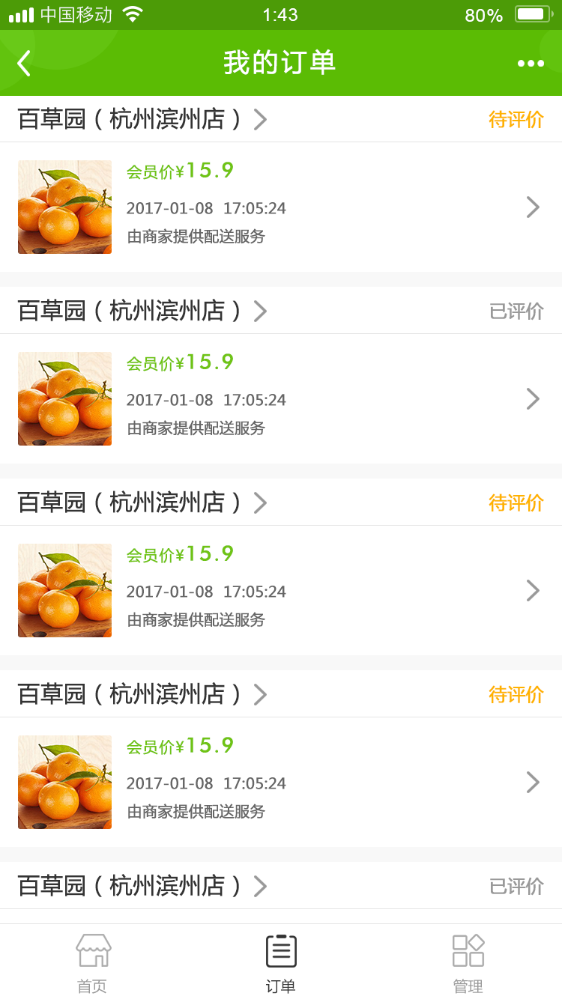 中国移动 1:43 80%
我的订单
百草园（杭州滨州店） 待评价
会员价¥15.9
2017-01-08 17:05:24
由商家提供配送服务
百草园（杭州滨州店） 已评价
会员价¥15.9
2017-01-08 17:05:24
由商家提供配送服务
百草园（杭州滨州店） 待评价
会员价¥15.9
2017-01-08 17:05:24
由商家提供配送服务
百草园（杭州滨州店） 待评价
会员价¥15.9
2017-01-08 17:05:24
由商家提供配送服务
百草园（杭州滨州店） 已评价
首页 订单 管理